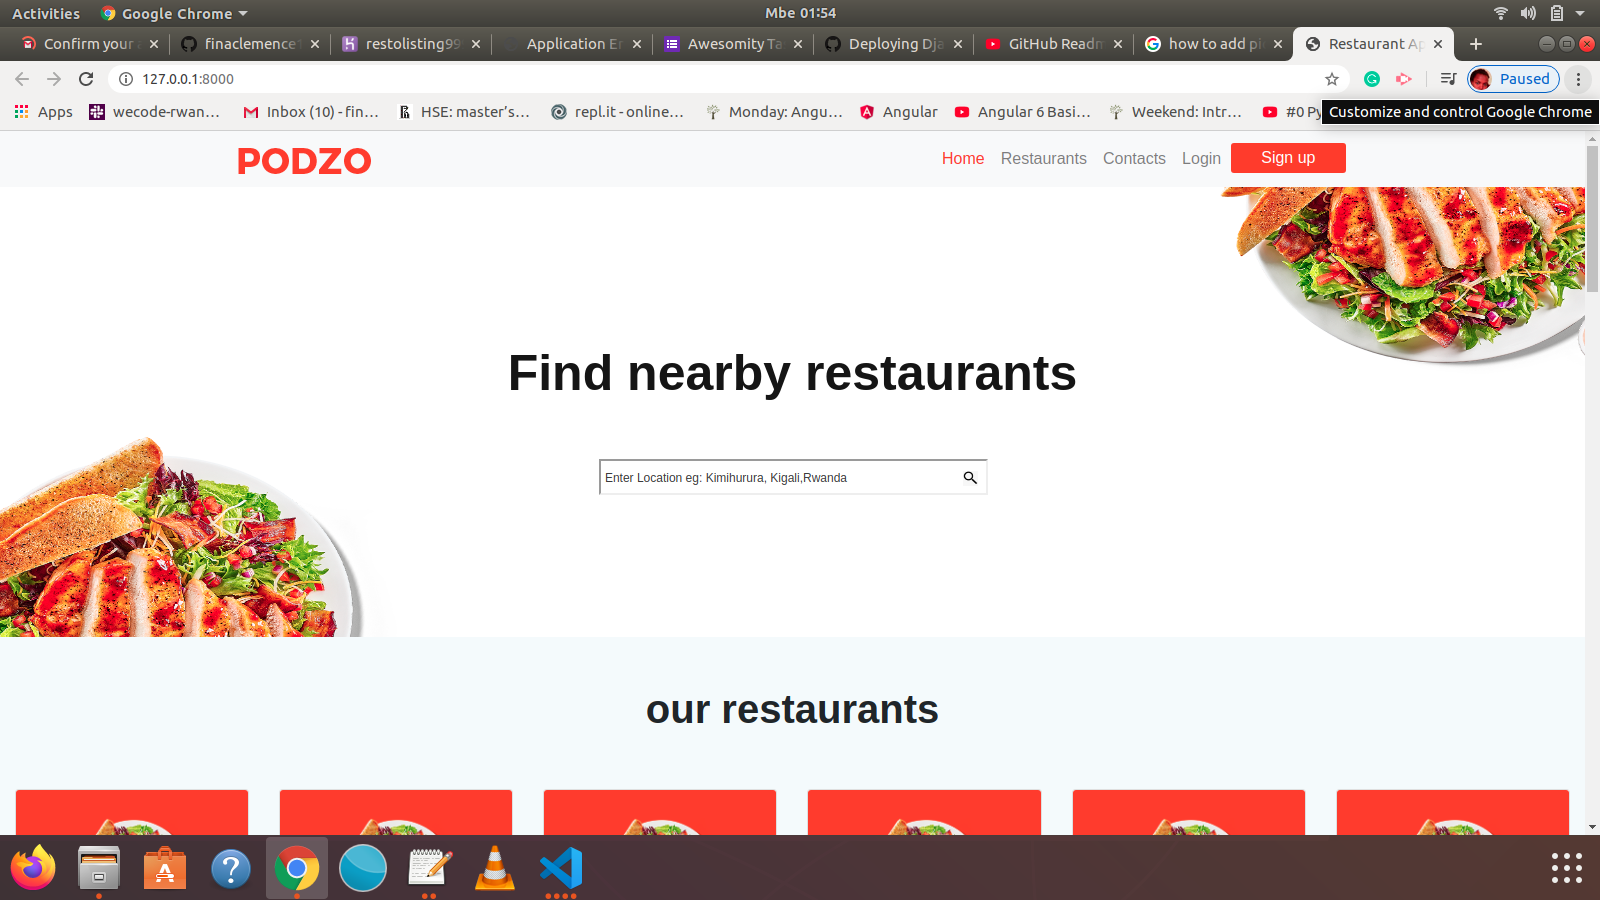 Activities Google Chrome Mbe 01:54
Confirm your finaclemence restolisting99 Application Er Awesomity Ta Deploying Dja GitHub Readm how to add pi Restaurant Ap
127.0.0.1:8000 Paused
Apps wecode-rwan... Inbox (10) - fin... HSE: master's... repl.it - online... Monday: Angu... Angular Angular 6 Basi... Weekend: Intr... #0 Py
Customize and control Google Chrome
PODZO Home Restaurants Contacts Login Sign up
Find nearby restaurants
Enter Location eg: Kimihurura, Kigali,Rwanda
our restaurants